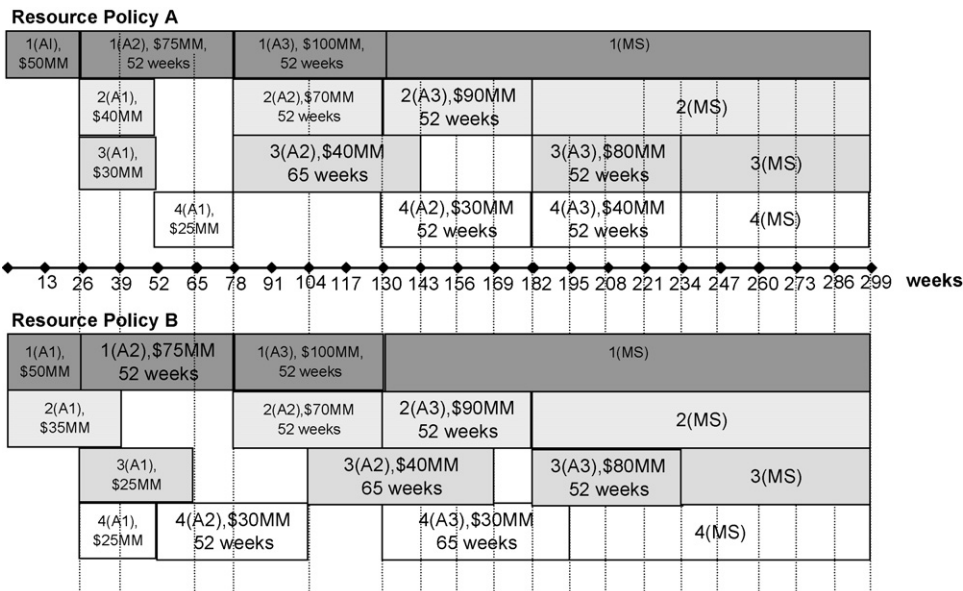 Resource Policy A
1(AI),
$50MM
1(A2), $75MM,
52 weeks
1(A3), $100MM,
52 weeks
1(MS)
2(A1),
$40MM
2(A2),$70MM
52 weeks
2(A3),$90MM
52 weeks
2(MS)
3(A1),
$30MM
3(A2),$40MM
65 weeks
3(A3),$80MM
52 weeks
3(MS)
4(A1),
$25MM
4(A2),$30MM
52 weeks
4(A3),$40MM
52 weeks
4(MS)
13 26 39 52 65 78 91 104 117 130 143 156 169 182 195 208 221 234 247 260 273 286 299 weeks
Resource Policy B
1(A1),
$50MM
1(A2),$75MM
52 weeks
1(A3), $100MM,
52 weeks
1(MS)
2(A1),
$35MM
2(A2),$70MM
52 weeks
2(A3),$90MM
52 weeks
2(MS)
3(A1),
$25MM
3(A2),$40MM
65 weeks
3(A3),$80MM
52 weeks
3(MS)
4(A1),
$25MM
4(A2),$30MM
52 weeks
4(A3),$30MM
65 weeks
4(MS)